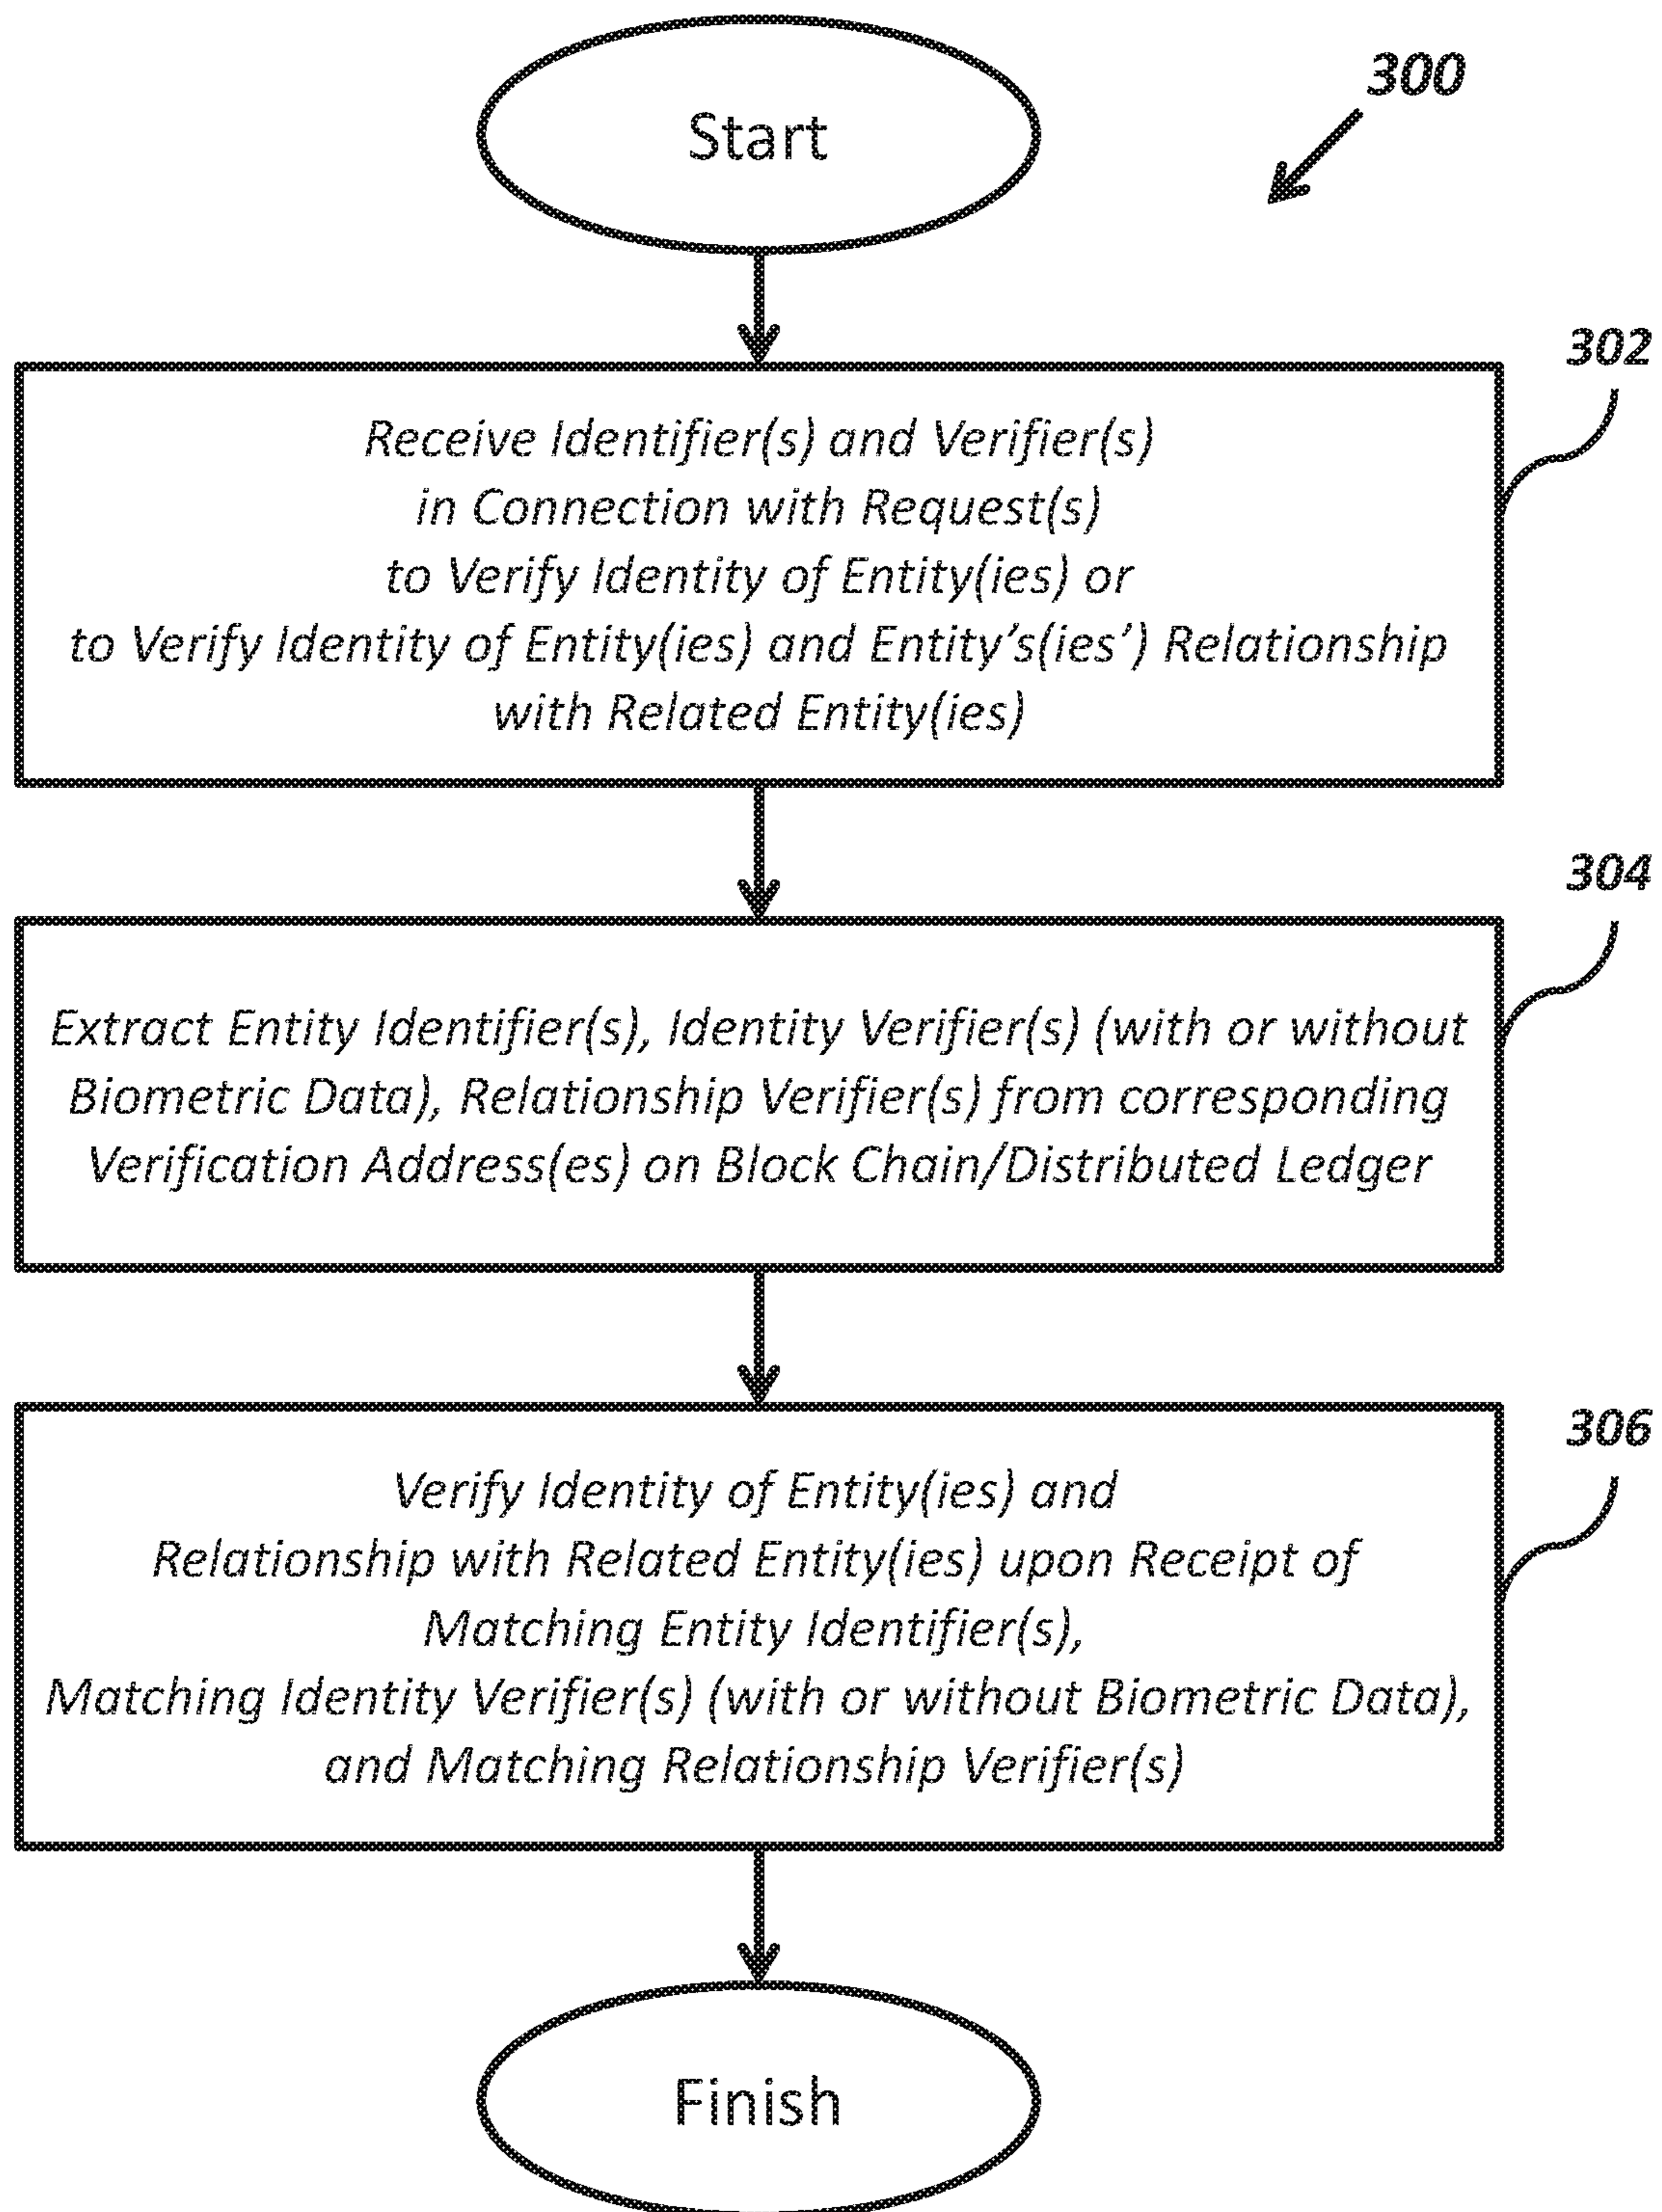 Start
300
302
Receive Identifier(s) and Verifier(s)
in Connection with Request(s)
to Verify Identity of Entity(ies) or
to Verify Identity of Entity(ies) and Entity’s(ies’) Relationship
with Related Entity(ies)
304
Extract Entity Identifier(s), Identity Verifier(s) (with or without
Biometric Data), Relationship Verifier(s) from corresponding
Verification Address(es) on Block Chain/Distributed Ledger
306
Verify Identity of Entity(ies) and
Relationship with Related Entity(ies) upon Receipt of
Matching Entity Identifier(s),
Matching Identity Verifier(s) (with or without Biometric Data),
and Matching Relationship Verifier(s)
Finish